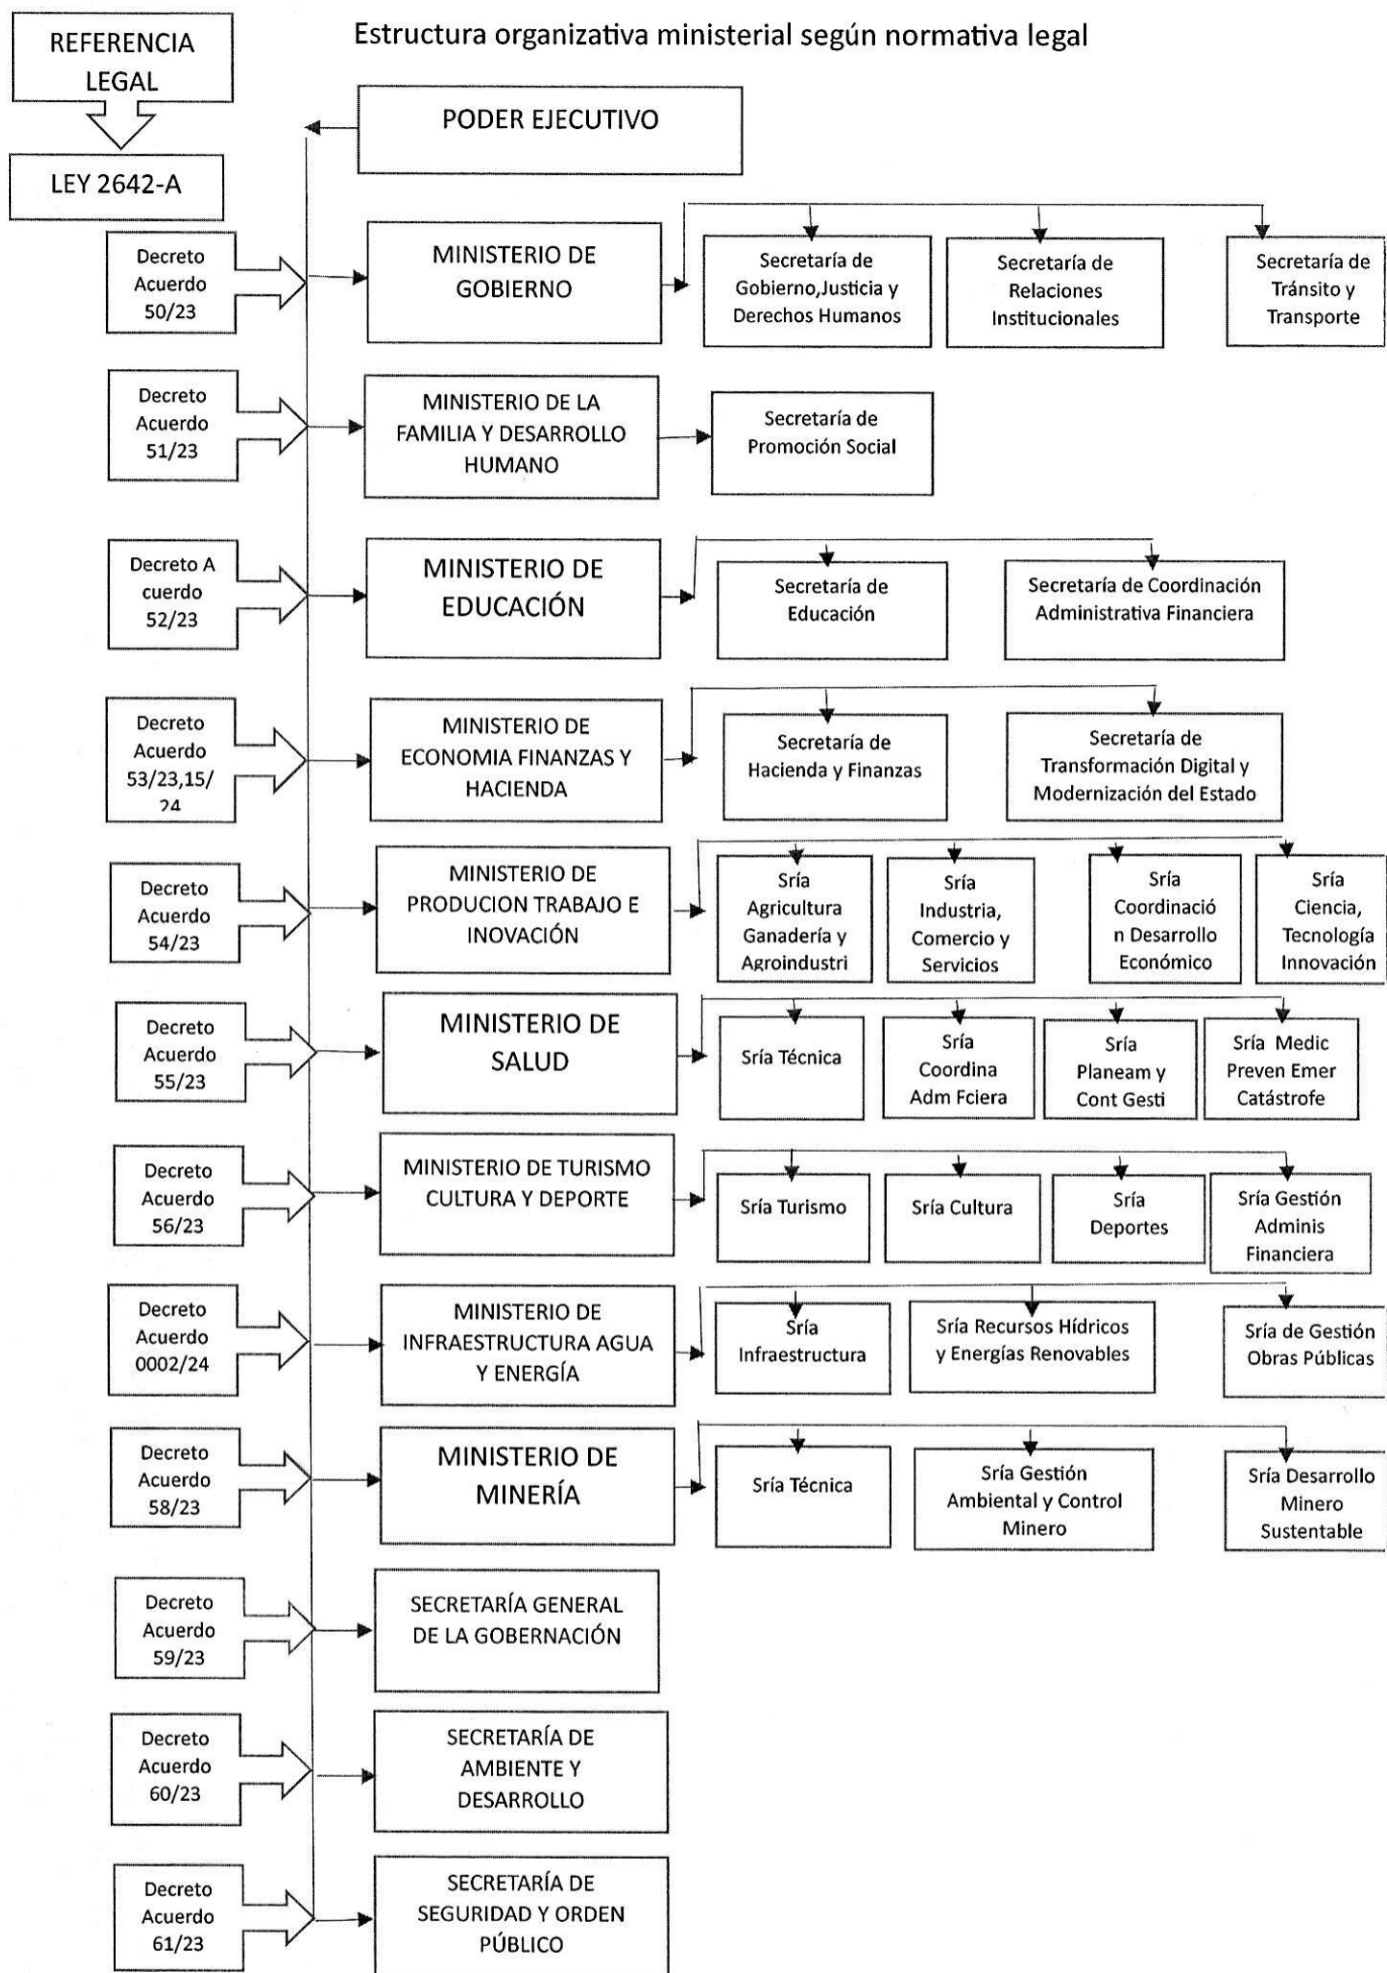 REFERENCIA
LEGAL
Estructura organizativa ministerial según normativa legal
PODER EJECUTIVO
LEY 2642-A
Decreto
Acuerdo
50/23
MINISTERIO DE
GOBIERNO
Secretaría de
Gobierno,Justicia y
Derechos Humanos
Secretaría de
Relaciones
Institucionales
Secretaría de
Tránsito y
Transporte
Decreto
Acuerdo
51/23
MINISTERIO DE LA
FAMILIA Y DESARROLLO
HUMANO
Secretaría de
Promoción Social
Decreto A
cuerdo
52/23
MINISTERIO DE
EDUCACIÓN
Secretaría de
Educación
Secretaría de Coordinación
Administrativa Financiera
Decreto
Acuerdo
53/23,15/
24
MINISTERIO DE
ECONOMIA FINANZAS Y
HACIENDA
Secretaría de
Hacienda y Finanzas
Secretaría de
Transformación Digital y
Modernización del Estado
Decreto
Acuerdo
54/23
MINISTERIO DE
PRODUCION TRABAJO E
INOVACIÓN
Sría
Agricultura
Ganadería y
Agroindustri
Sría
Industria,
Comercio y
Servicios
Sría
Coordinació
n Desarrollo
Económico
Sría
Ciencia,
Tecnología
Innovación
Decreto
Acuerdo
55/23
MINISTERIO DE
SALUD
Sría Técnica
Sría
Coordina
Adm Fciera
Sría
Planeam y
Cont Gesti
Sría Medic
Preven Emer
Catástrofe
Decreto
Acuerdo
56/23
MINISTERIO DE TURISMO
CULTURA Y DEPORTE
Sría Turismo
Sría Cultura
Sría
Deportes
Sría Gestión
Adminis
Financiera
Decreto
Acuerdo
0002/24
MINISTERIO DE
INFRAESTRUCTURA AGUA
Y ENERGÍA
Sría
Infraestructura
Sría Recursos Hídricos
y Energías Renovables
Sría de Gestión
Obras Públicas
Decreto
Acuerdo
58/23
MINISTERIO DE
MINERÍA
Sría Técnica
Sría Gestión
Ambiental y Control
Minero
Sría Desarrollo
Minero
Sustentable
Decreto
Acuerdo
59/23
SECRETARÍA GENERAL
DE LA GOBERNACIÓN
Decreto
Acuerdo
60/23
SECRETARÍA DE
AMBIENTE Y
DESARROLLO
Decreto
Acuerdo
61/23
SECRETARÍA DE
SEGURIDAD Y ORDEN
PÚBLICO